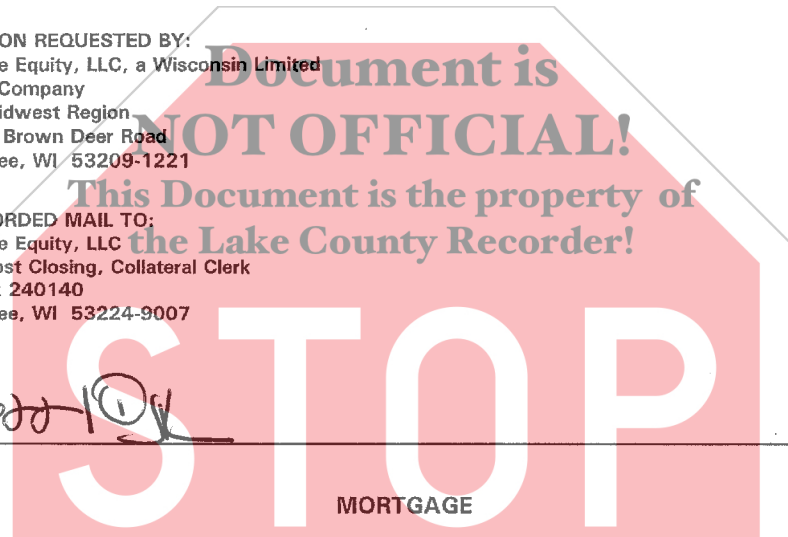 ON REQUESTED BY:
e Equity, LLC, a Wisconsin Limited
Company
idwest Region
Brown Deer Road
ee, WI 53209-1221
ORDED MAIL TO:
e Equity, LLC
ost Closing, Collateral Clerk
240140
ee, WI 53224-9007
Document is
NOT OFFICIAL!
This Document is the property of
the Lake County Recorder!
STOP
MORTGAGE